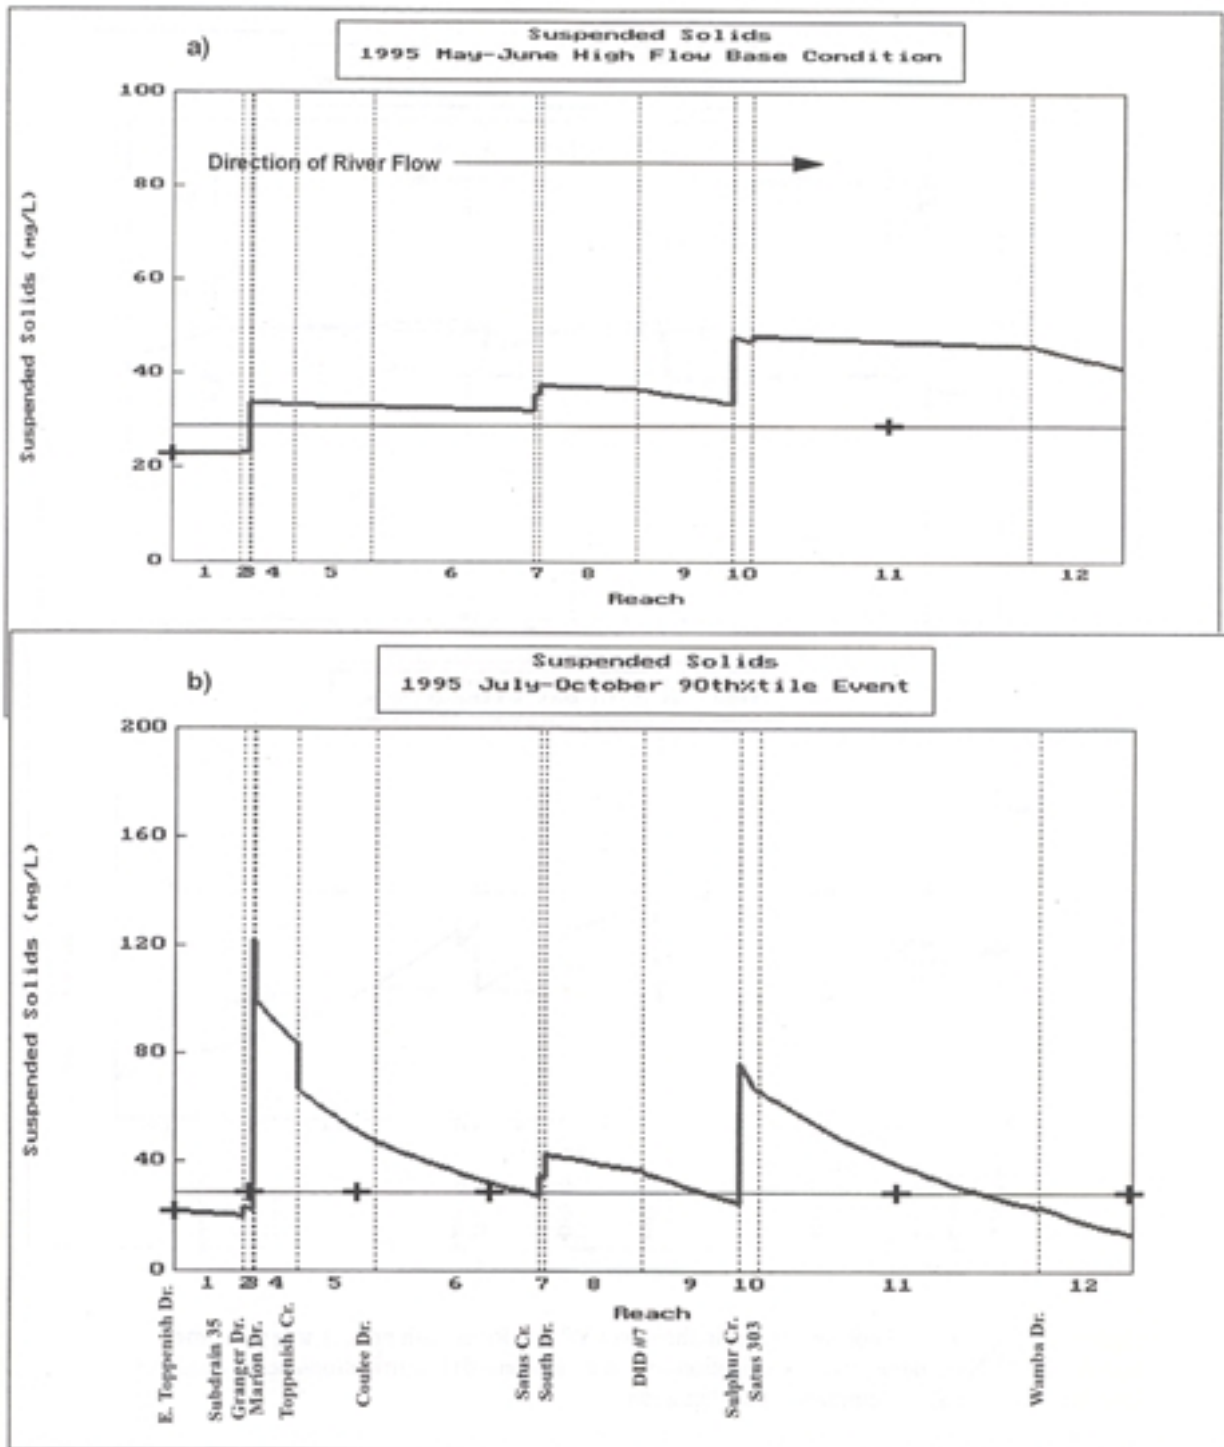 a)
Suspended Solids
1995 May-June High Flow Base Condition
Direction of River Flow
Suspended Solids (mg/L)
100
80
60
40
20
0
1 2 3 4 5 6 7 8 9 10 11 12
Reach
b)
Suspended Solids
1995 July-October 90th%tile Event
Suspended Solids (mg/L)
200
160
120
80
40
0
1 2 3 4 5 6 7 8 9 10 11 12
Reach
E. Toppenish Dr.
Subdrain 35
Granger Dr.
Marion Dr.
Toppenish Cr.
Coulee Dr.
Satus Cr.
South Dr.
DID #7
Sulphur Cr.
Satus 303
Wamba Dr.